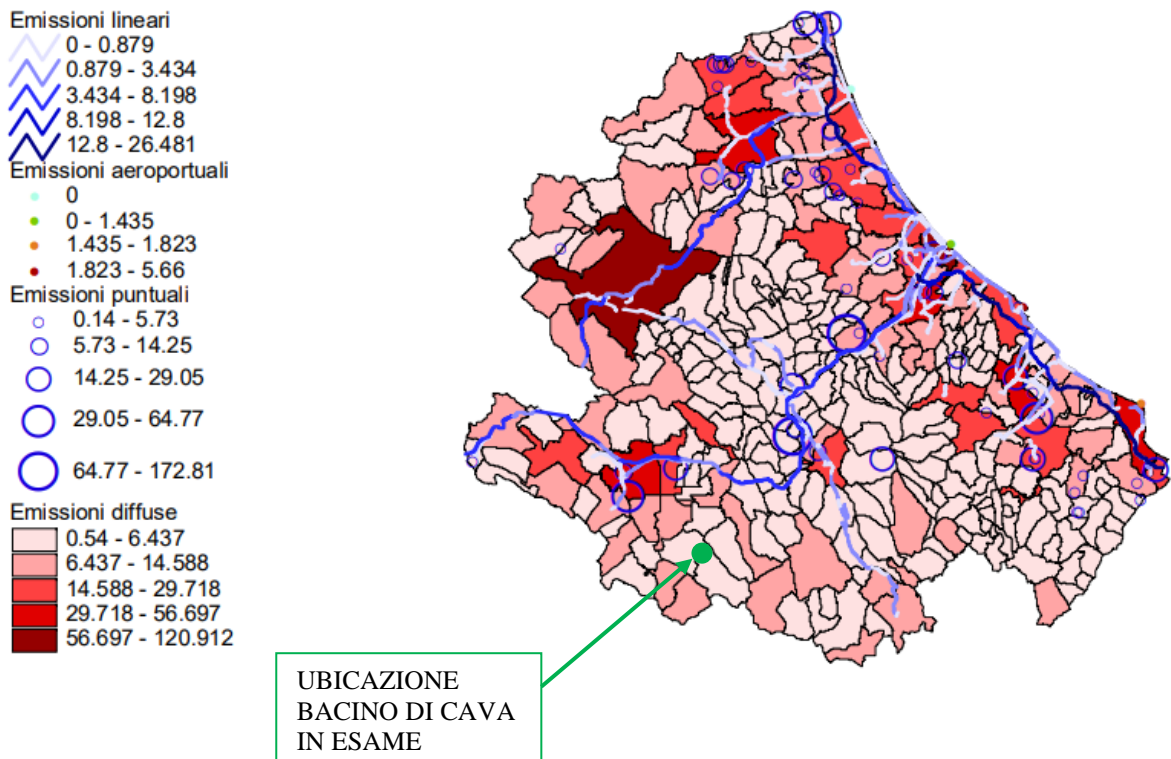 Emissioni lineari
0 - 0.879
0.879 - 3.434
3.434 - 8.198
8.198 - 12.8
12.8 - 26.481
Emissioni aeroportuali
0
0 - 1.435
1.435 - 1.823
1.823 - 5.66
Emissioni puntuali
0.14 - 5.73
5.73 - 14.25
14.25 - 29.05
29.05 - 64.77
64.77 - 172.81
Emissioni diffuse
0.54 - 6.437
6.437 - 14.588
14.588 - 29.718
29.718 - 56.697
56.697 - 120.912
UBICAZIONE
BACINO DI CAVA
IN ESAME